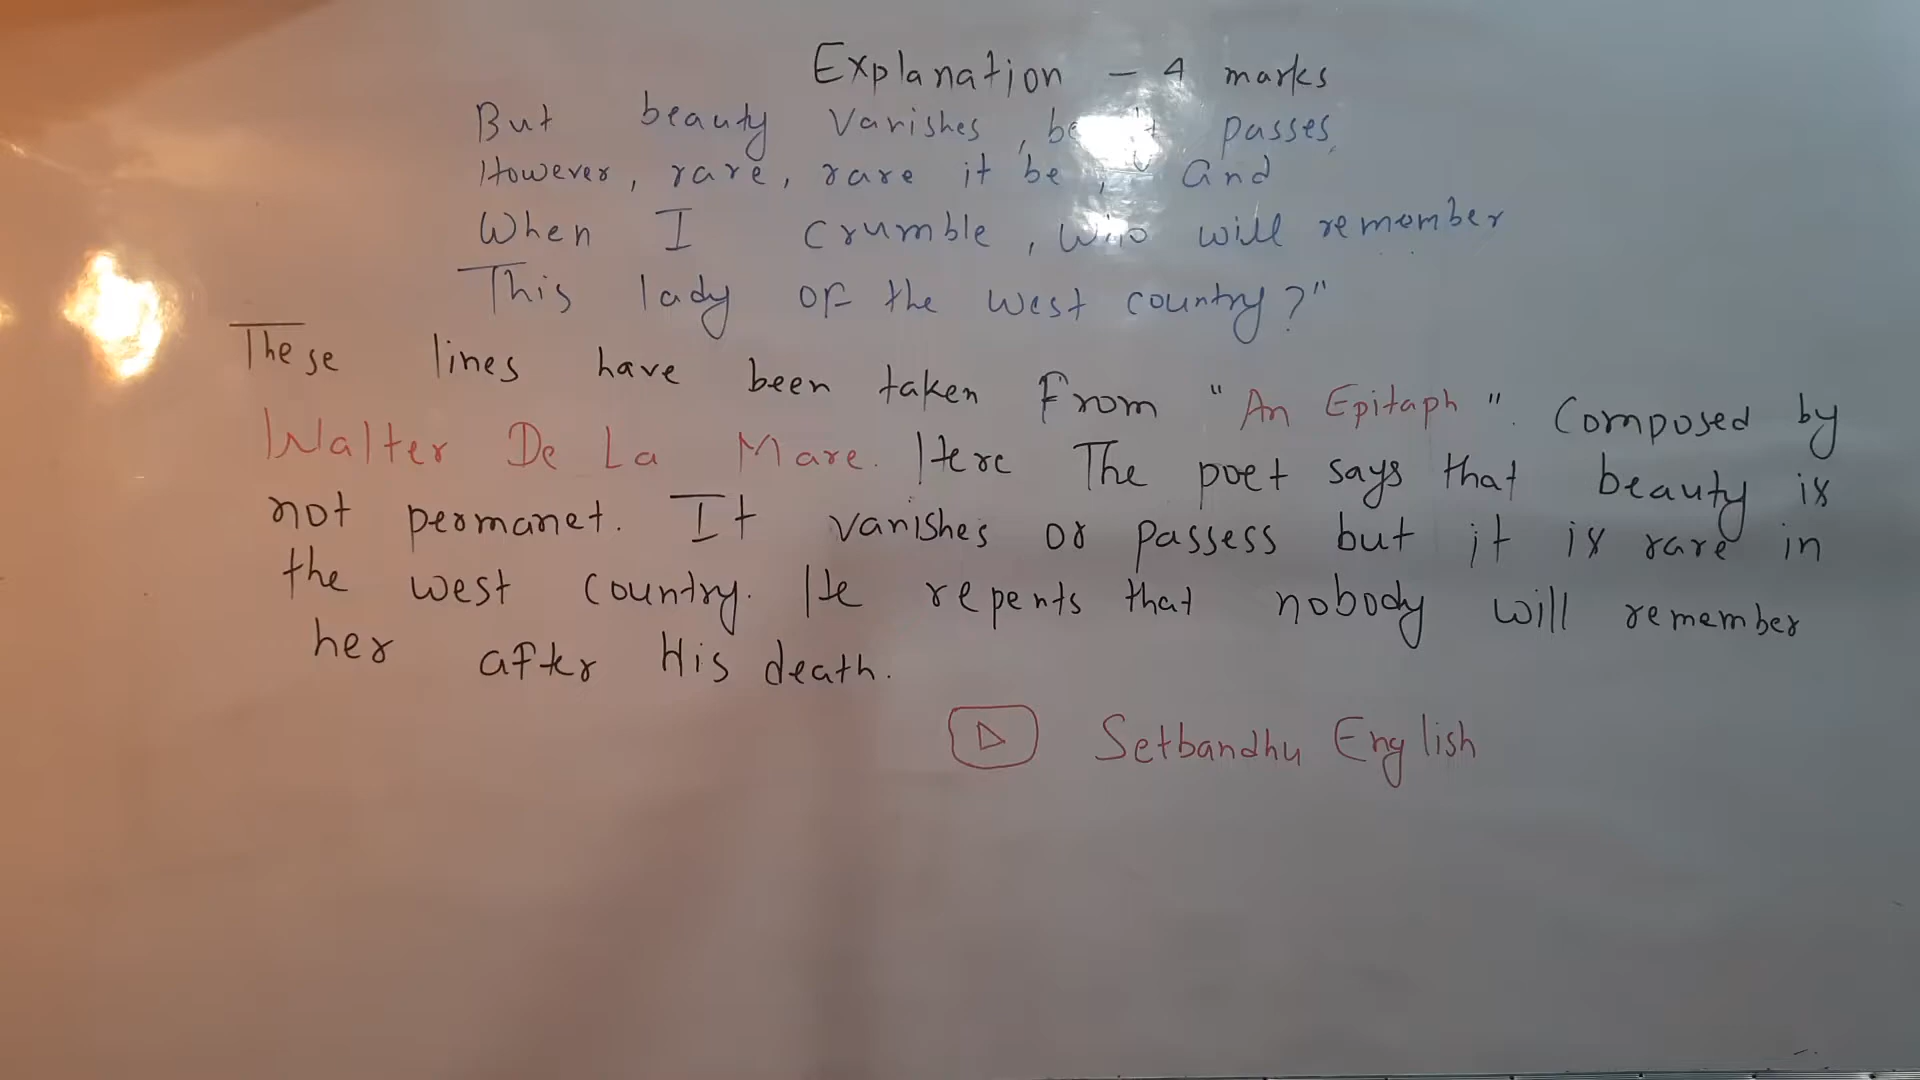 Explanation - 4 marks
But beauty vanishes, passes,
However, rare, rare it be, and
When I crumble, who will remember
This lady of the west country?"
These lines have been taken from "An Epitaph". Composed by
Walter De La Mare. Here The poet says that beauty is
not permanet. It vanishes or passess but it is rare in
the west country. He repents that nobody will remember
her after His death.
Setbandhu English